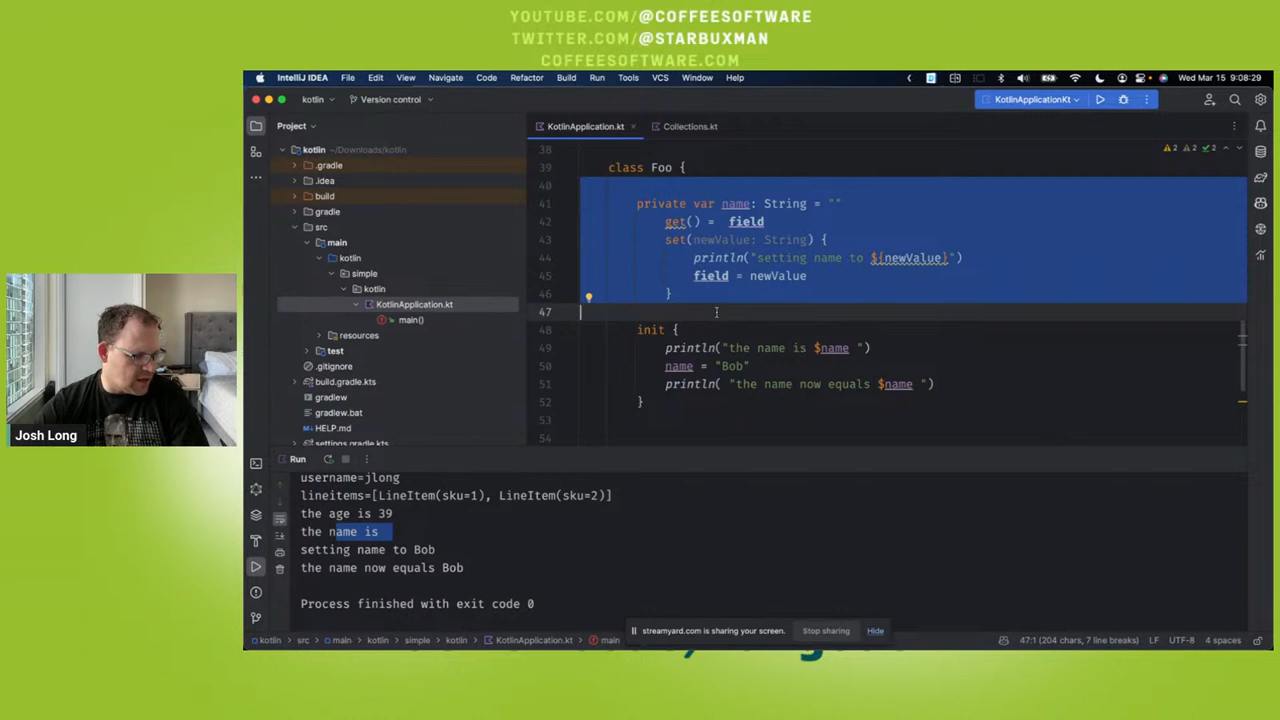 YOUTUBE.COM/@COFFEESOFTWARE
TWITTER.COM/@STARBUXMAN
COFFEESOFTWARE.COM
IntelliJ IDEA File Edit View Navigate Code Refactor Build Run Tools VCS Window Help Wed Mar 15 9:08:29
kotlin Version control KotlinApplicationKt
Project KotlinApplication.kt Collections.kt
kotlin ~/Downloads/kotlin
.gradle
.idea
build
gradle
src
main
kotlin
simple
kotlin
KotlinApplication.kt
main()
resources
test
.gitignore
build.gradle.kts
gradlew
gradlew.bat
HELP.md
settings.gradle.kts
2 2 2
38
39 class Foo {
40
41 private var name: String = ""
42 get() = field
43 set(newValue: String) {
44 println("setting name to ${newValue}")
45 field = newValue
46 }
47
48 init {
49 println("the name is $name ")
50 name = "Bob"
51 println( "the name now equals $name ")
52 }
53
54
Josh Long
Run
username=jlong
lineitems=[LineItem(sku=1), LineItem(sku=2)]
the age is 39
the name is
setting name to Bob
the name now equals Bob
Process finished with exit code 0
streamyard.com is sharing your screen. Stop sharing Hide
kotlin src main kotlin simple kotlin KotlinApplication.kt main 47:1 (204 chars, 7 line breaks) LF UTF-8 4 spaces